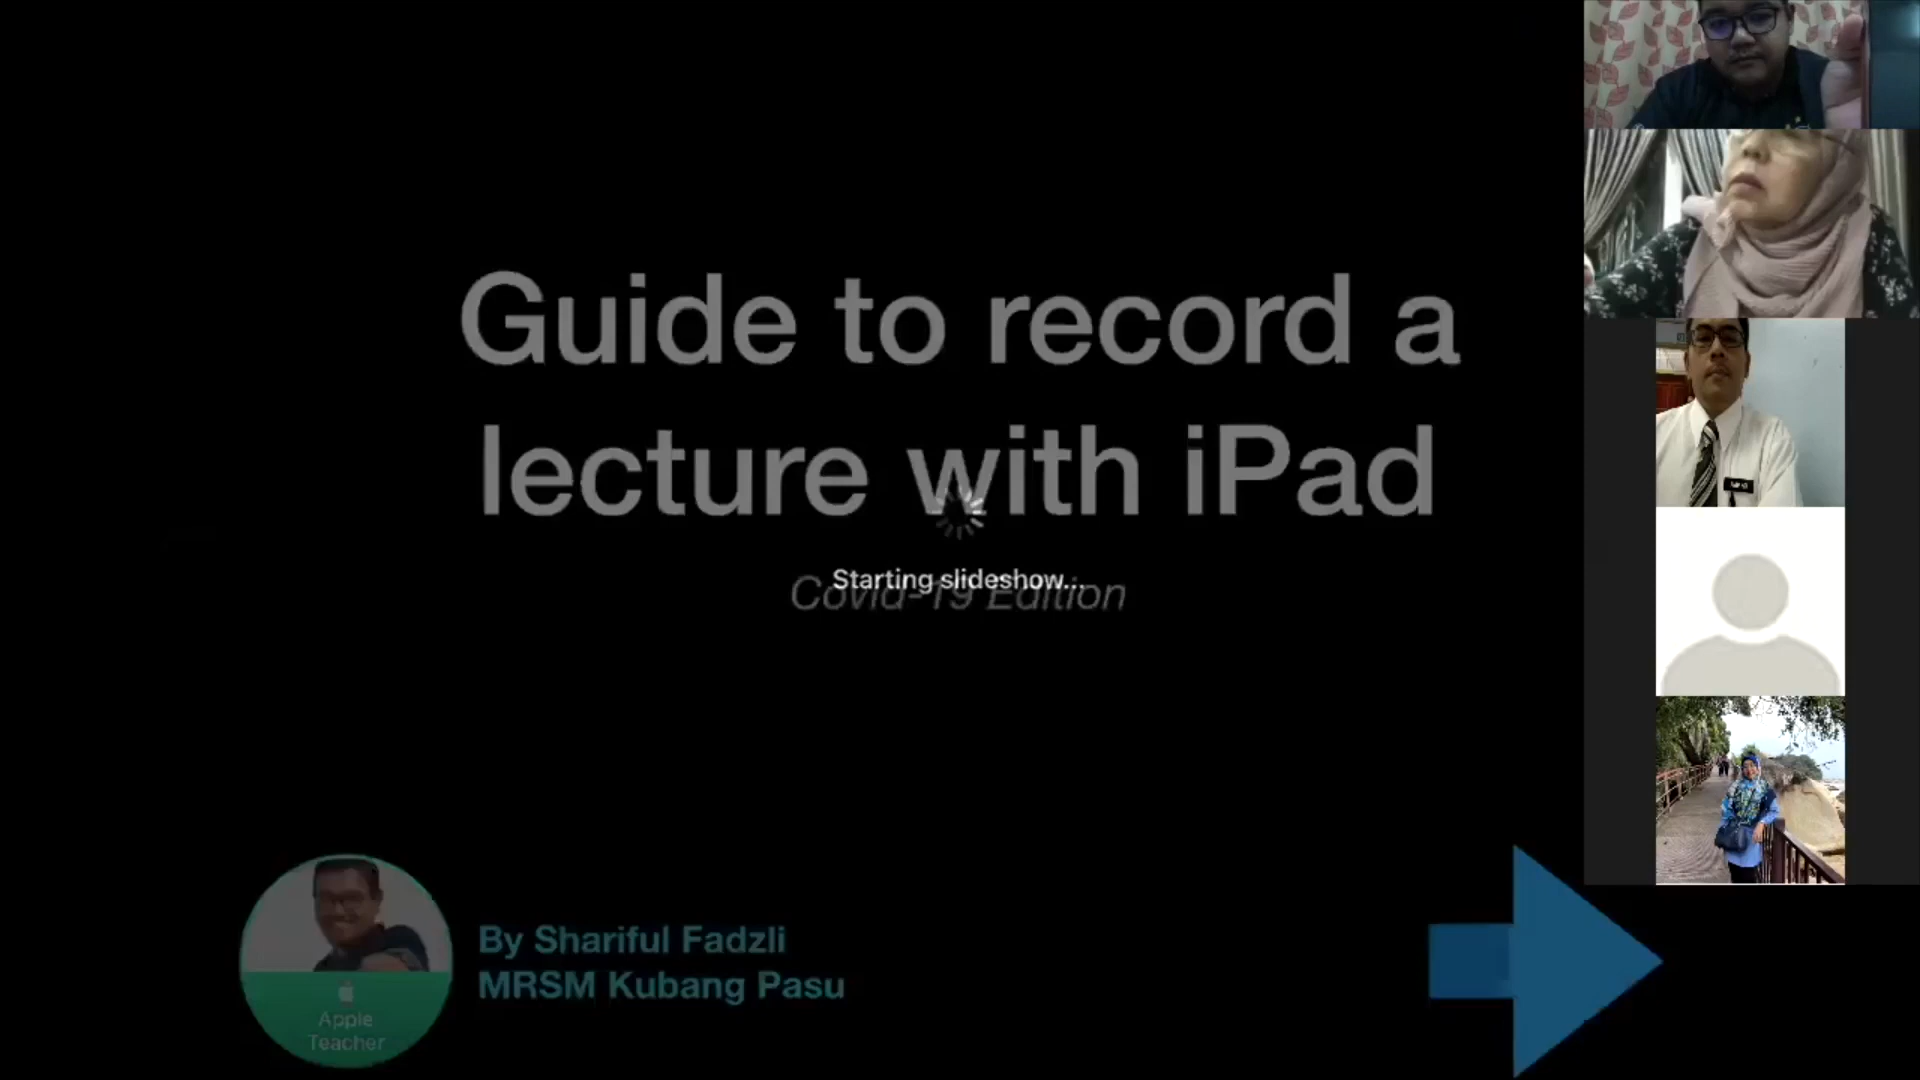 Guide to record a
lecture with iPad
Starting slideshow...
Covid-19 Edition
By Shariful Fadzli
MRSM Kubang Pasu
Apple
Teacher